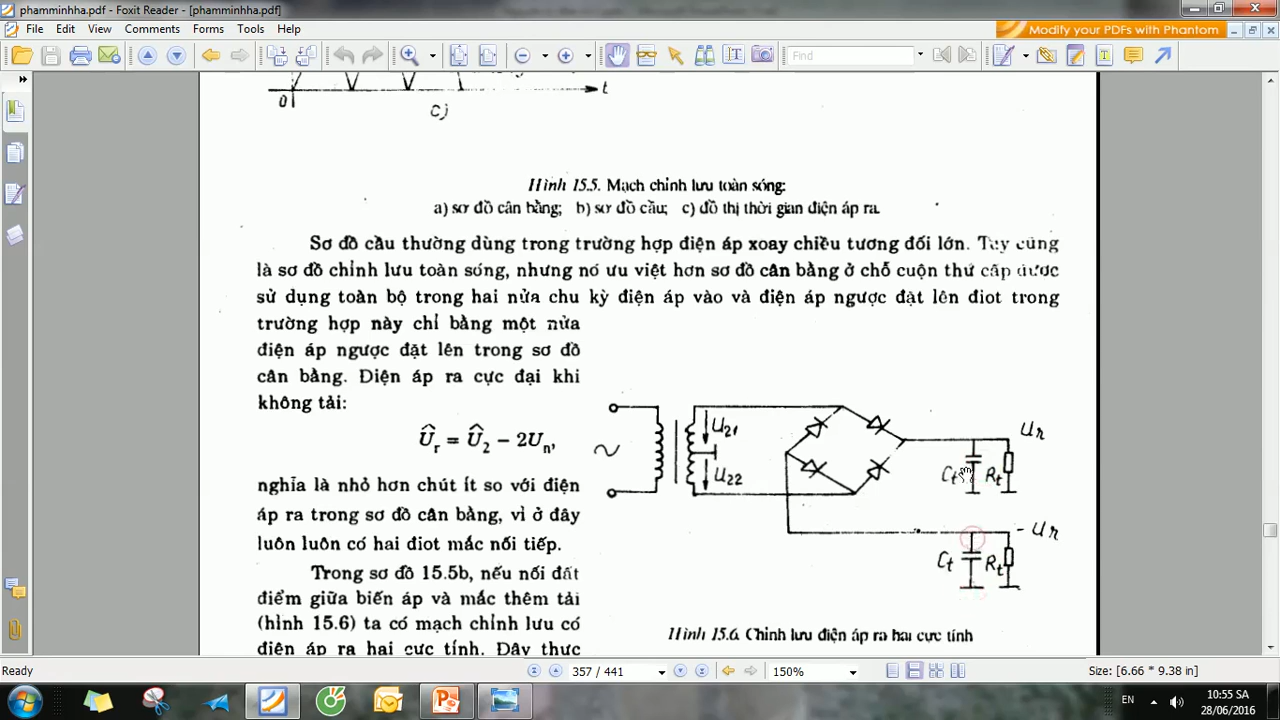 phamminhha.pdf - Foxit Reader - [phamminhha.pdf]
File Edit View Comments Forms Tools Help
Modify your PDFs with Phantom
Find
0
t
c)
Hình 15.5. Mạch chỉnh lưu toàn sóng:
a) sơ đồ cân bằng; b) sơ đồ cầu; c) đồ thị thời gian điện áp ra.
Sơ đồ cầu thường dùng trong trường hợp điện áp xoay chiều tương đối lớn. Tuy cùng
là sơ đồ chỉnh lưu toàn sóng, nhưng nó ưu việt hơn sơ đồ cân bằng ở chỗ cuộn thứ cấp được
sử dụng toàn bộ trong hai nửa chu kỳ điện áp vào và điện áp ngược đặt lên điot trong
trường hợp này chỉ bằng một nửa
điện áp ngược đặt lên trong sơ đồ
cân bằng. Điện áp ra cực đại khi
không tải:
Û_r = Û_2 - 2U_n,
nghĩa là nhỏ hơn chút ít so với điện
áp ra trong sơ đồ cân bằng, vì ở đây
luôn luôn có hai điot mắc nối tiếp.
Trong sơ đồ 15.5b, nếu nối đất
điểm giữa biến áp và mắc thêm tải
(hình 15.6) ta có mạch chỉnh lưu có
điện áp ra hai cực tính. Đây thực
U21
U22
Ur
Ct
Rt
- Ur
Ct
Rt
Hình 15.6. Chỉnh lưu điện áp ra hai cực tính
Ready
357 / 441
150%
Size: [6.66 * 9.38 in]
EN
10:55 SA
28/06/2016